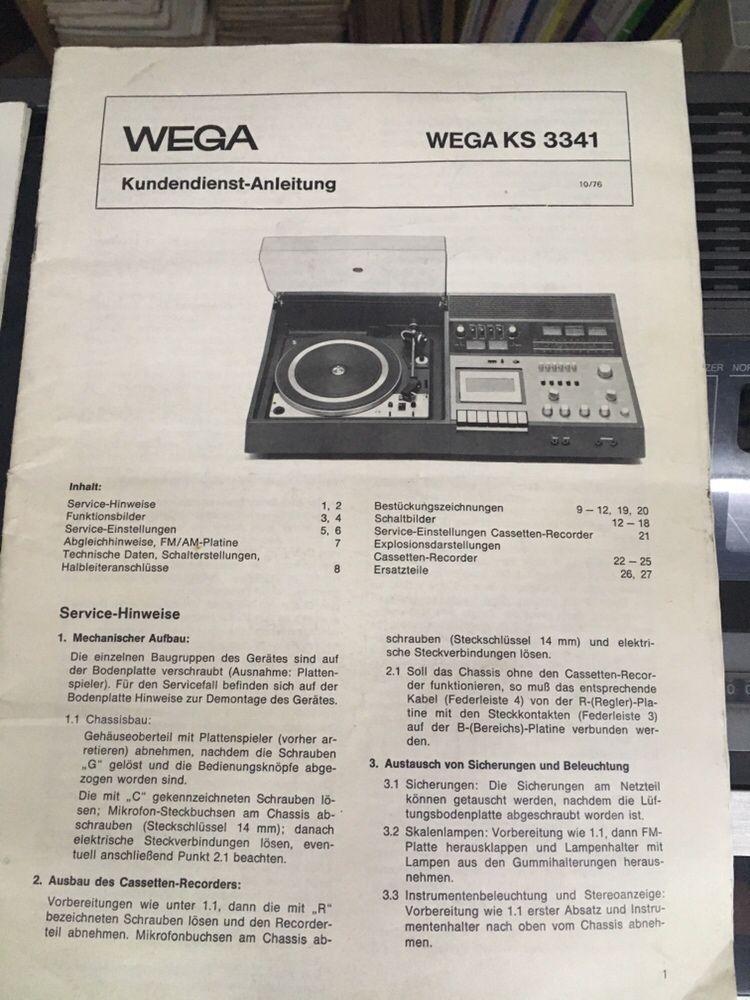 WEGA
WEGA KS 3341
Kundendienst-Anleitung
10/76
Inhalt:
Service-Hinweise 1, 2
Funktionsbilder 3, 4
Service-Einstellungen 5, 6
Abgleichhinweise, FM/AM-Platine 7
Technische Daten, Schalterstellungen,
Halbleiteranschlüsse 8
Bestückungszeichnungen 9 – 12, 19, 20
Schaltbilder 12 – 18
Service-Einstellungen Cassetten-Recorder 21
Explosionsdarstellungen
Cassetten-Recorder 22 – 25
Ersatzteile 26, 27
Service-Hinweise
1. Mechanischer Aufbau:
Die einzelnen Baugruppen des Gerätes sind auf
der Bodenplatte verschraubt (Ausnahme: Platten-
spieler). Für den Servicefall befinden sich auf der
Bodenplatte Hinweise zur Demontage des Gerätes.
1.1 Chassisbau:
Gehäuseoberteil mit Plattenspieler (vorher ar-
retieren) abnehmen, nachdem die Schrauben
„G“ gelöst und die Bedienungsknöpfe abge-
zogen worden sind.
Die mit „C“ gekennzeichneten Schrauben lö-
sen; Mikrofon-Steckbuchsen am Chassis ab-
schrauben (Steckschlüssel 14 mm); danach
elektrische Steckverbindungen lösen, even-
tuell anschließend Punkt 2.1 beachten.
2. Ausbau des Cassetten-Recorders:
Vorbereitungen wie unter 1.1, dann die mit „R“
bezeichneten Schrauben lösen und den Recorder-
teil abnehmen. Mikrofonbuchsen am Chassis ab-
schrauben (Steckschlüssel 14 mm) und elektri-
sche Steckverbindungen lösen.
2.1 Soll das Chassis ohne den Cassetten-Recor-
der funktionieren, so muß das entsprechende
Kabel (Federleiste 4) von der R-(Regler)-Pla-
tine mit den Steckkontakten (Federleiste 3)
auf der B-(Bereichs)-Platine verbunden wer-
den.
3. Austausch von Sicherungen und Beleuchtung
3.1 Sicherungen: Die Sicherungen am Netzteil
können getauscht werden, nachdem die Lüf-
tungsbodenplatte abgeschraubt worden ist.
3.2 Skalenlampen: Vorbereitung wie 1.1, dann FM-
Platte herausklappen und Lampenhalter mit
Lampen aus den Gummihalterungen heraus-
nehmen.
3.3 Instrumentenbeleuchtung und Stereoanzeige:
Vorbereitung wie 1.1 erster Absatz und Instru-
mentenhalter nach oben vom Chassis abneh-
men.
1